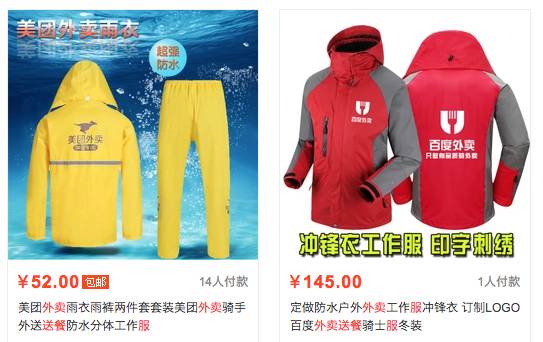 美团外卖雨衣
超强
防水
美团外卖
百度外卖
百度外卖
只做有品质的外卖
冲锋衣工作服 印字刺绣
¥52.00 包邮 14人付款
¥145.00 1人付款
美团外卖雨衣雨裤两件套套装美团外卖骑手
外送送餐防水分体工作服
定做防水户外外卖工作服冲锋衣 订制LOGO
百度外卖送餐骑士服冬装